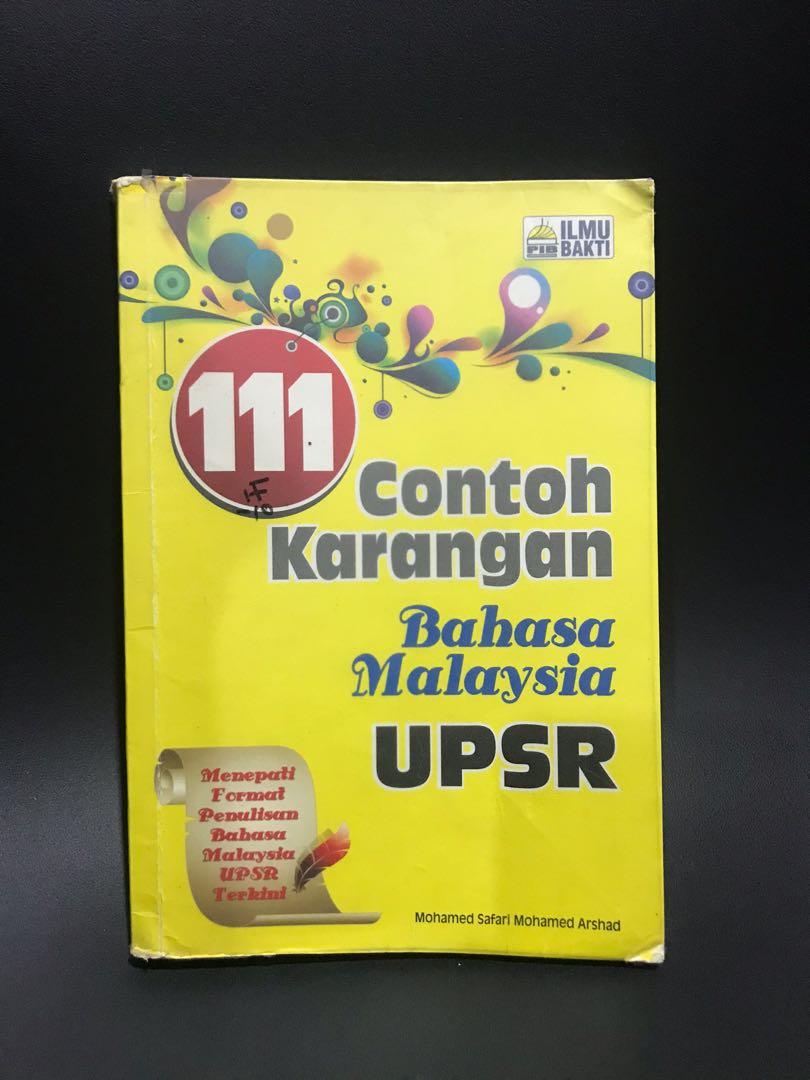 PIB
ILMU
BAKTI
111
Contoh
Karangan
Bahasa
Malaysia
UPSR
Menepati
Format
Penulisan
Bahasa
Malaysia
UPSR
Terkini
Mohamed Safari Mohamed Arshad